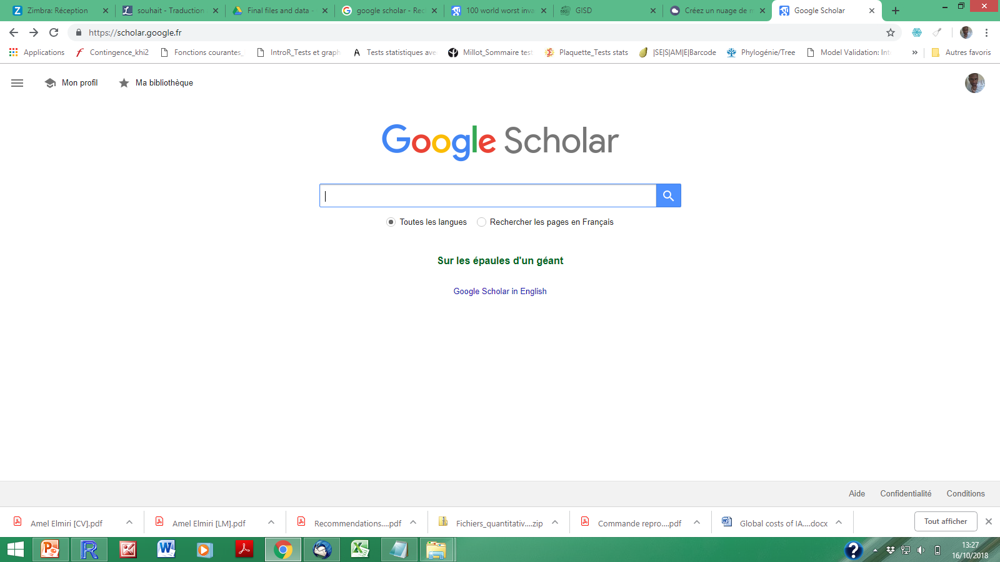 Zimbra: Réception
souhait - Traduction
Final files and data -
google scholar - Rec
100 world worst inva
GISD
Créez un nuage de m
Google Scholar
https://scholar.google.fr
Applications
Contingence_khi2
Fonctions courantes_
IntroR_Tests et graph
Tests statistiques ave
Millot_Sommaire test
Plaquette_Tests stats
|SE|S|AM|E|Barcode
Phylogénie/Tree
Model Validation: Int
»
Autres favoris
Mon profil
Ma bibliothèque
Google Scholar
Toutes les langues
Rechercher les pages en Français
Sur les épaules d'un géant
Google Scholar in English
Aide
Confidentialité
Conditions
Amel Elmiri [CV].pdf
Amel Elmiri [LM].pdf
Recommendations....pdf
Fichiers_quantitativ....zip
Commande repro....pdf
Global costs of IA....docx
Tout afficher
13:27
16/10/2018